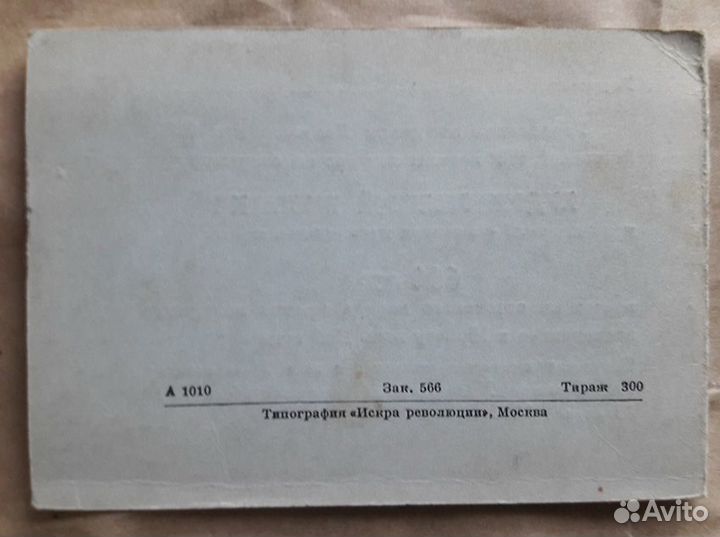 А 1010 Зак. 566 Тираж 300
Типография «Искра революции», Москва
Avito